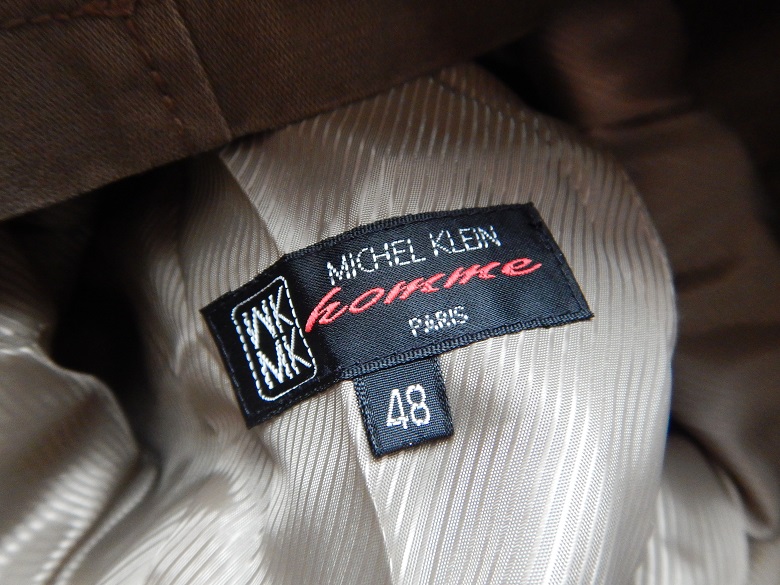 MK
MK
MICHEL KLEIN
homme
PARIS
48